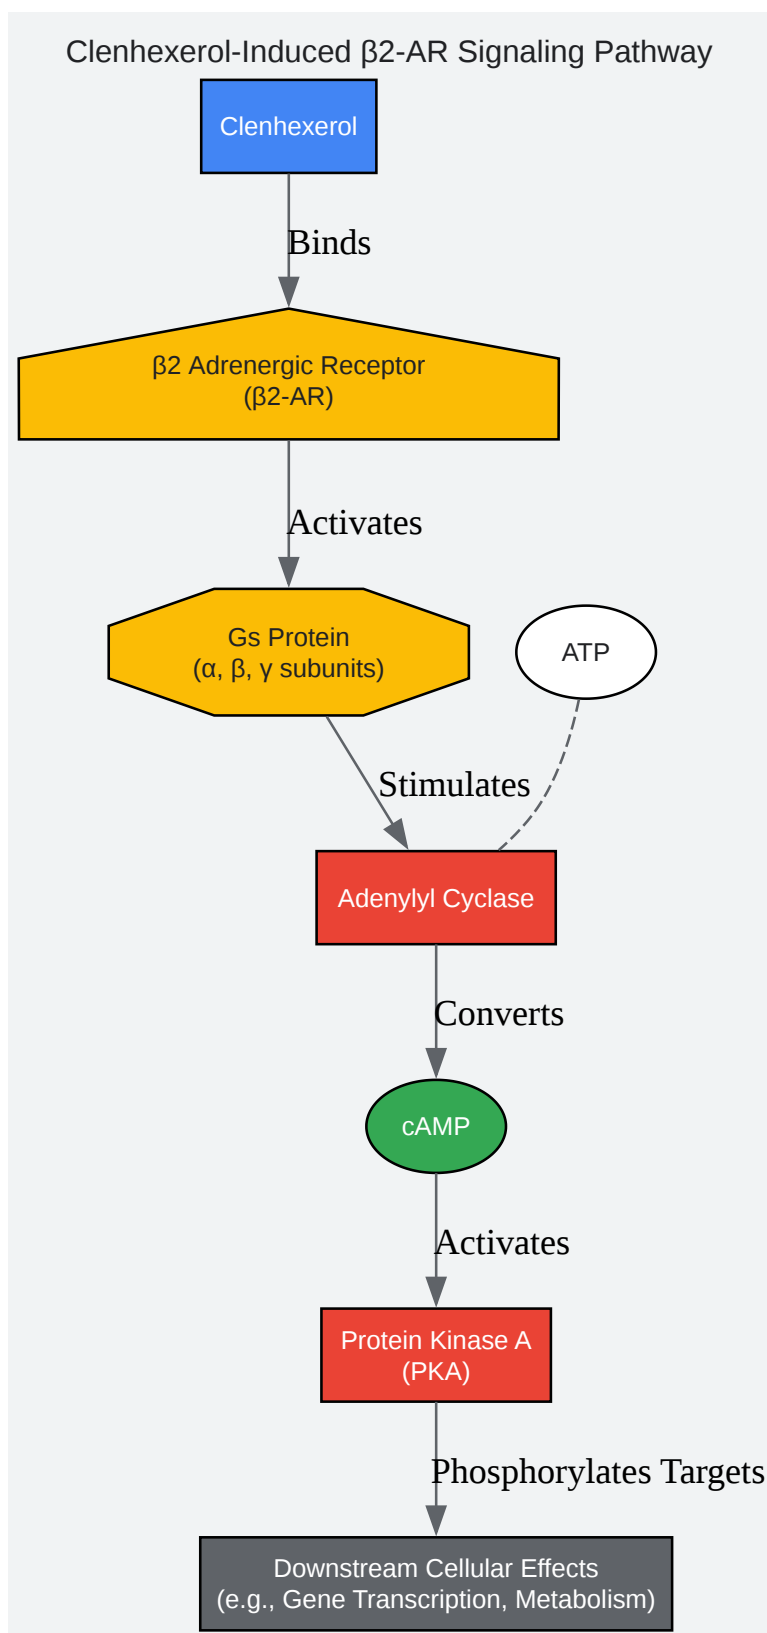 Clenhexerol-Induced β2-AR Signaling Pathway
Clenhexerol
Binds
β2 Adrenergic Receptor
(β2-AR)
Activates
Gs Protein
(α, β, γ subunits)
ATP
Stimulates
Adenylyl Cyclase
Converts
cAMP
Activates
Protein Kinase A
(PKA)
Phosphorylates Targets
Downstream Cellular Effects
(e.g., Gene Transcription, Metabolism)